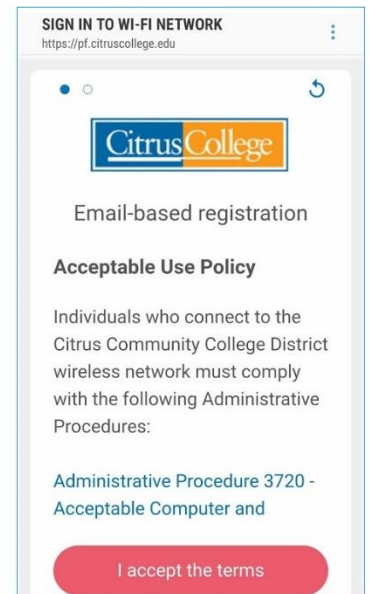 SIGN IN TO WI-FI NETWORK
https://pf.citruscollege.edu
Citrus College
Email-based registration
Acceptable Use Policy
Individuals who connect to the
Citrus Community College District
wireless network must comply
with the following Administrative
Procedures:
Administrative Procedure 3720 -
Acceptable Computer and
I accept the terms